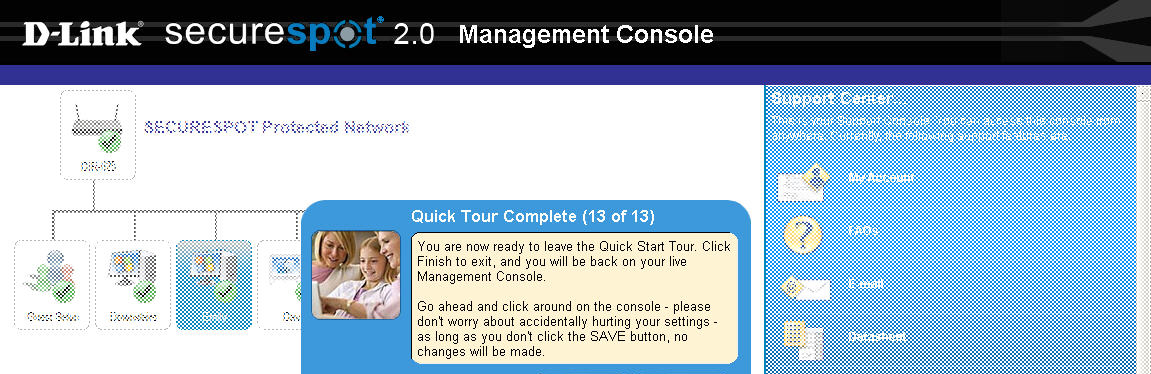 D-Link® securespot® 2.0 Management Console
SECURESPOT Protected Network
Support Center...
This is your Support Console. You can access this console from
anywhere. Currently, the following support features are:
My Account
FAQs
E-mail
Datasheet
Guest Setup
Downstairs
Emily
Quick Tour Complete (13 of 13)
You are now ready to leave the Quick Start Tour. Click
Finish to exit, and you will be back on your live
Management Console.
Go ahead and click around on the console - please
don't worry about accidentally hurting your settings -
as long as you don't click the SAVE button, no
changes will be made.